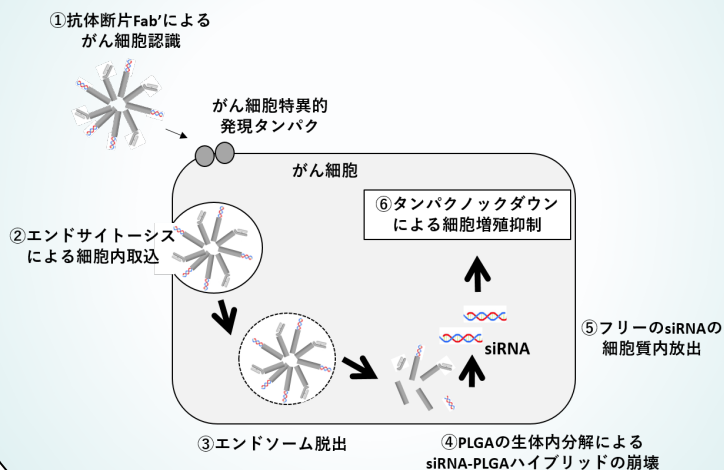 ①抗体断片Fab’による
がん細胞認識
がん細胞特異的
発現タンパク
がん細胞
⑥タンパクノックダウン
による細胞増殖抑制
②エンドサイトーシス
による細胞内取込
siRNA
⑤フリーのsiRNAの
細胞質内放出
③エンドソーム脱出
④PLGAの生体内分解による
siRNA-PLGAハイブリッドの崩壊